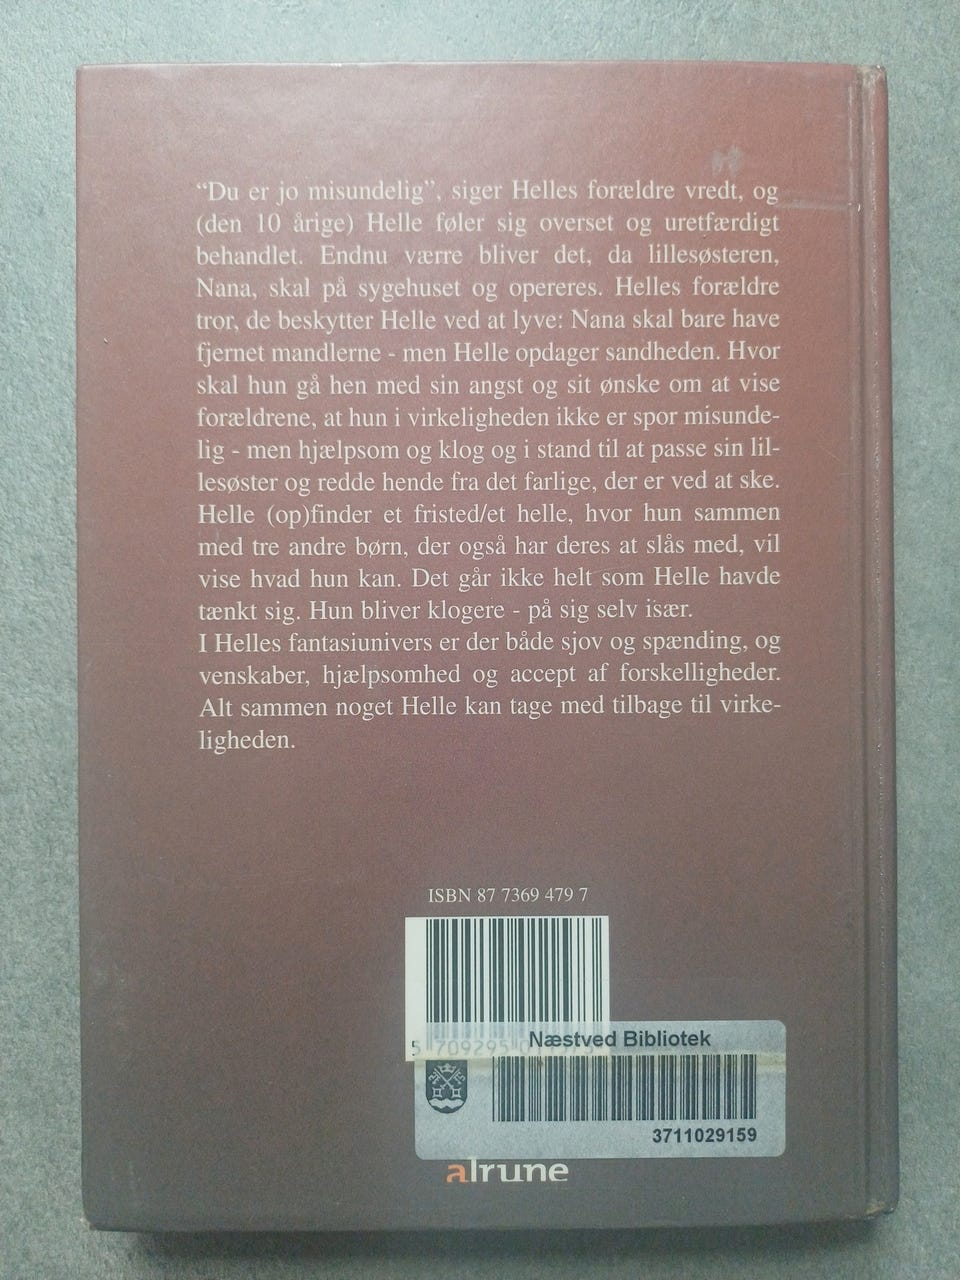 “Du er jo misundelig”, siger Helles forældre vredt, og
(den 10 årige) Helle føler sig overset og uretfærdigt
behandlet. Endnu værre bliver det, da lillesøsteren,
Nana, skal på sygehuset og opereres. Helles forældre
tror, de beskytter Helle ved at lyve: Nana skal bare have
fjernet mandlerne - men Helle opdager sandheden. Hvor
skal hun gå hen med sin angst og sit ønske om at vise
forældrene, at hun i virkeligheden ikke er spor misunde-
lig - men hjælpsom og klog og i stand til at passe sin lil-
lesøster og redde hende fra det farlige, der er ved at ske.
Helle (op)finder et fristed/et helle, hvor hun sammen
med tre andre børn, der også har deres at slås med, vil
vise hvad hun kan. Det går ikke helt som Helle havde
tænkt sig. Hun bliver klogere - på sig selv især.
I Helles fantasiunivers er der både sjov og spænding, og
venskaber, hjælpsomhed og accept af forskelligheder.
Alt sammen noget Helle kan tage med tilbage til virke-
ligheden.
ISBN 87 7369 479 7
5 709295
Næstved Bibliotek
3711029159
alrune